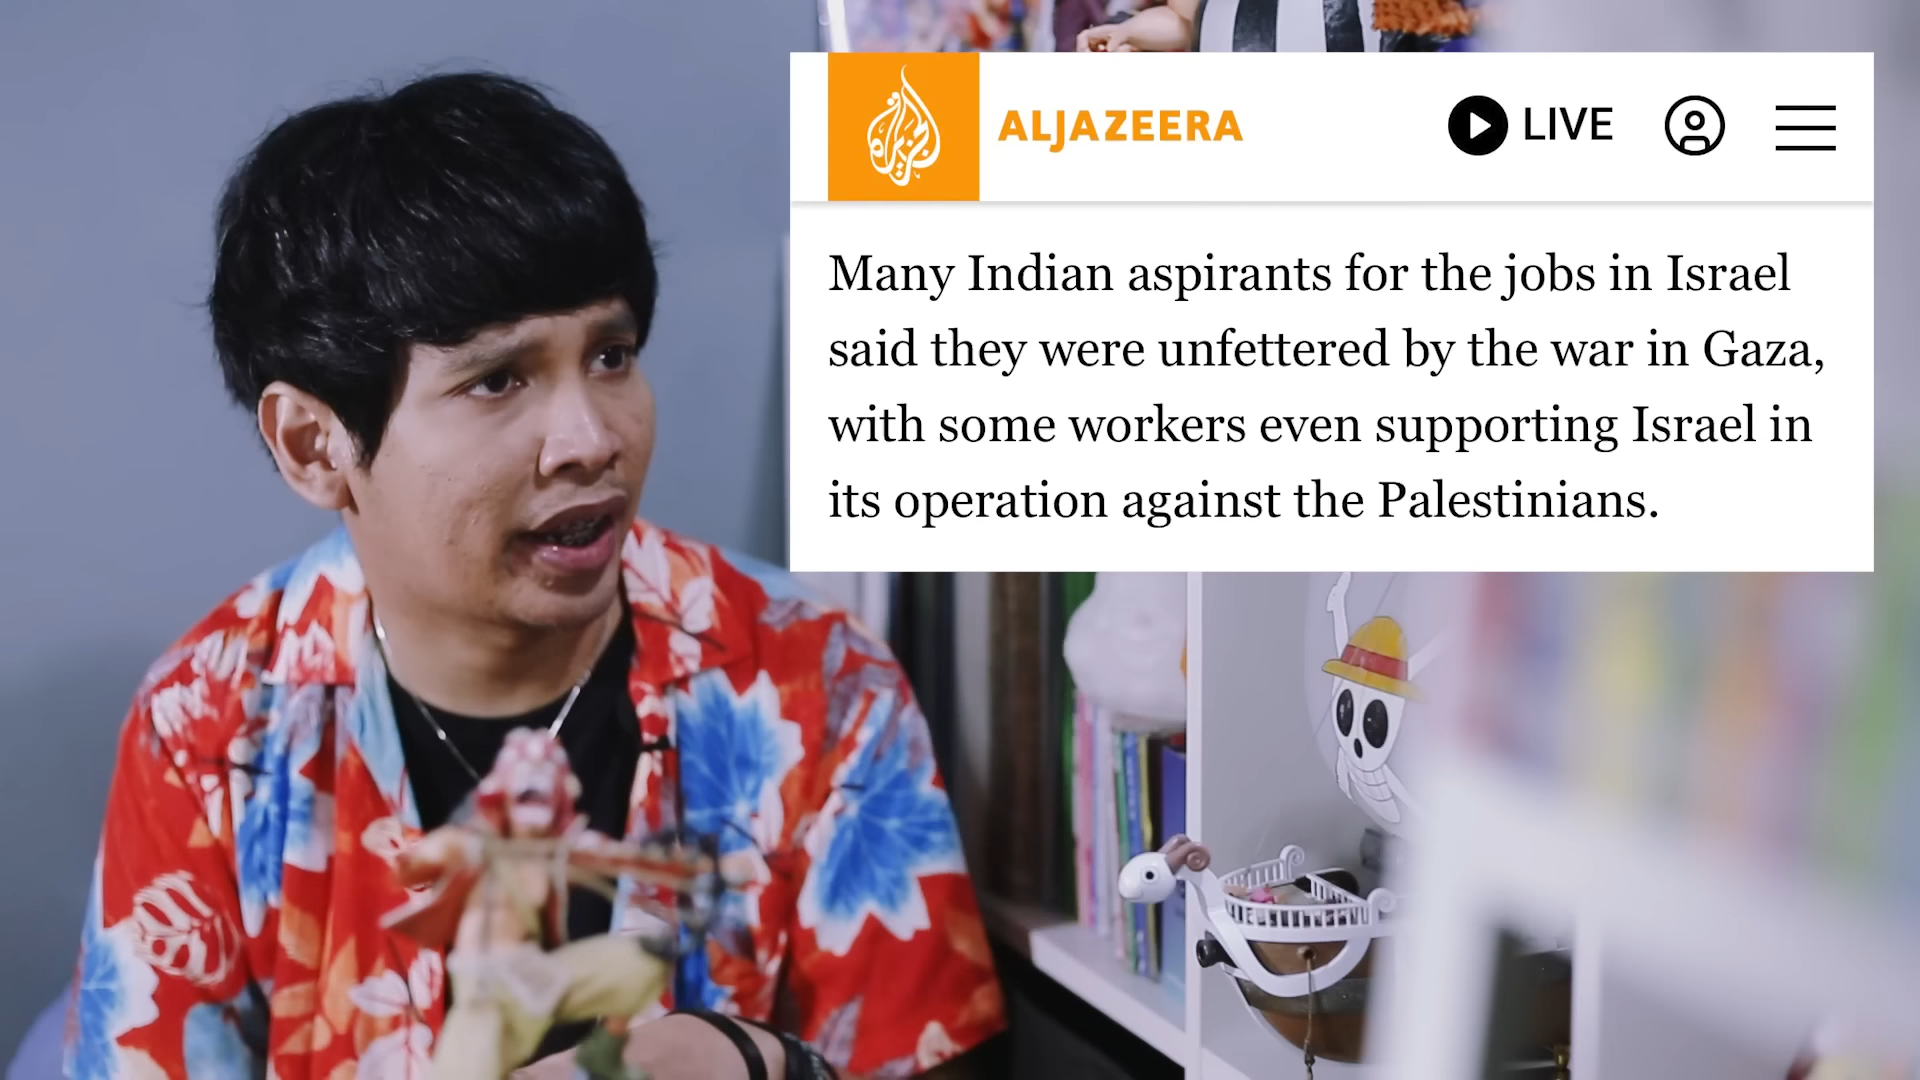 ALJAZEERA
LIVE
Many Indian aspirants for the jobs in Israel
said they were unfettered by the war in Gaza,
with some workers even supporting Israel in
its operation against the Palestinians.